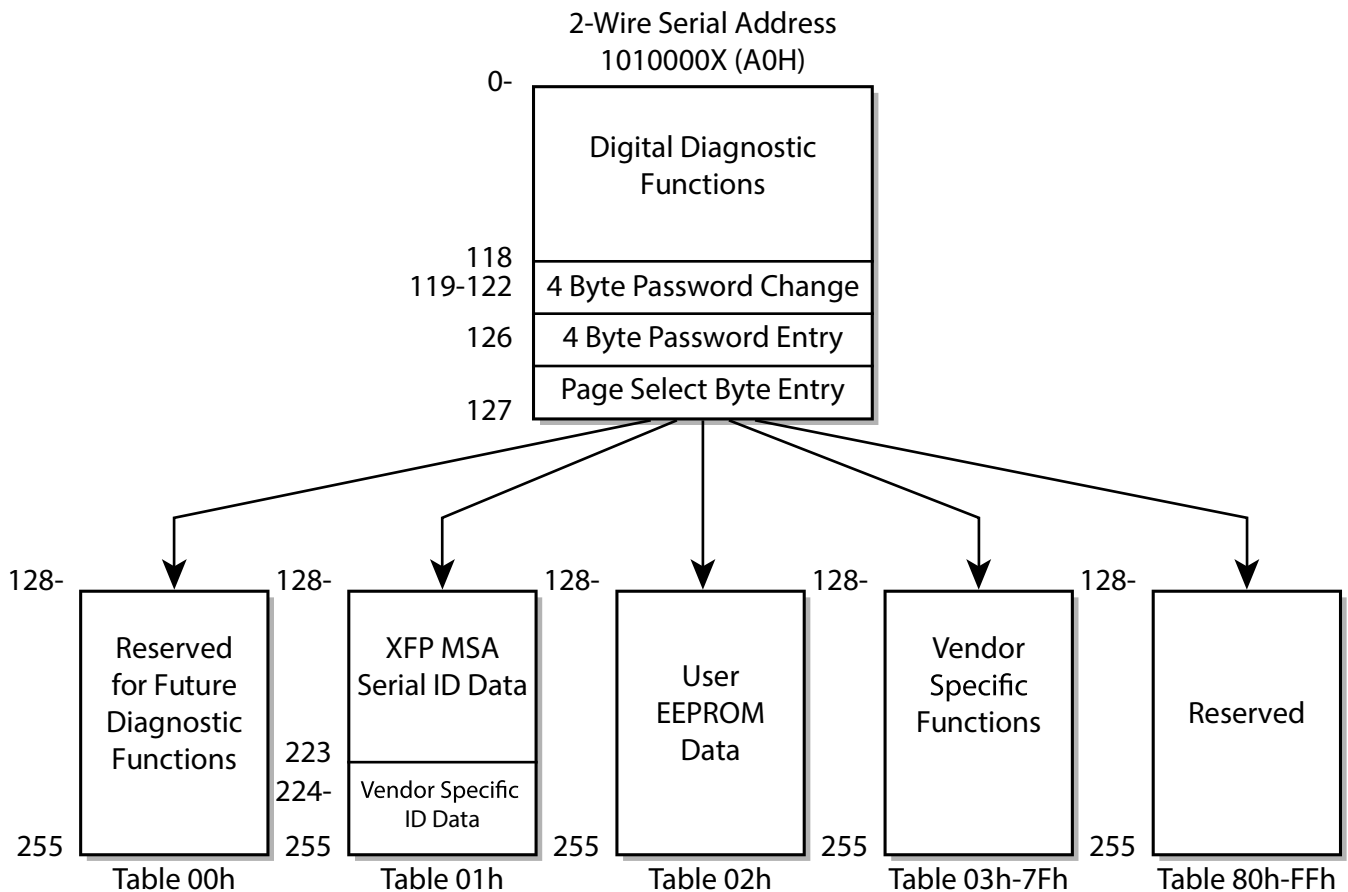 2-Wire Serial Address
1010000X (A0H)
0-
Digital Diagnostic
Functions
118
119-122
4 Byte Password Change
126
4 Byte Password Entry
Page Select Byte Entry
127
128-
Reserved
for Future
Diagnostic
Functions
255
Table 00h
128-
XFP MSA
Serial ID Data
223
224-
Vendor Specific
ID Data
255
Table 01h
128-
User
EEPROM
Data
255
Table 02h
128-
Vendor
Specific
Functions
255
Table 03h-7Fh
128-
Reserved
255
Table 80h-FFh